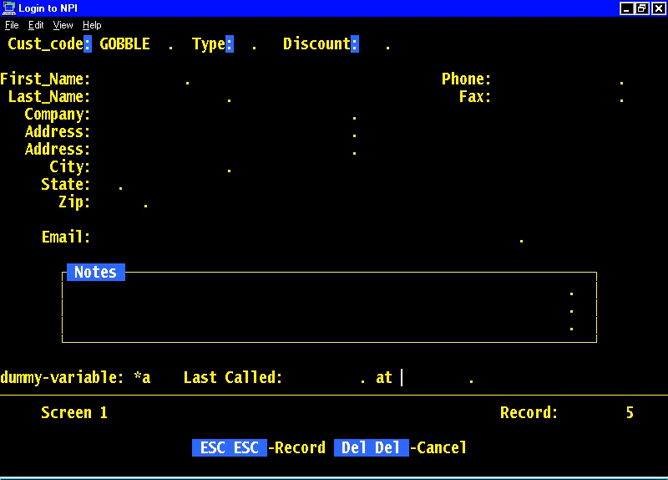 Login to NPI
File Edit View Help
Cust_code: GOBBLE . Type: . Discount: .
First_Name: . Phone: .
Last_Name: . Fax: .
Company: .
Address: .
Address: .
City: .
State: .
Zip: .
Email: .
Notes
.
.
.
dummy-variable: *a Last Called: . at .
Screen 1 Record: 5
ESC ESC -Record Del Del -Cancel